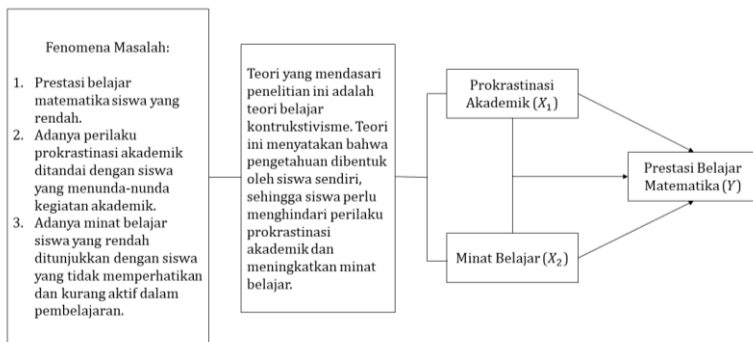 Fenomena Masalah:
1. Prestasi belajar
matematika siswa yang
rendah.
2. Adanya perilaku
prokrastinasi akademik
ditandai dengan siswa
yang menunda-nunda
kegiatan akademik.
3. Adanya minat belajar
siswa yang rendah
ditunjukkan dengan siswa
yang tidak memperhatikan
dan kurang aktif dalam
pembelajaran.
Teori yang mendasari
penelitian ini adalah
teori belajar
kontrukstivisme. Teori
ini menyatakan bahwa
pengetahuan dibentuk
oleh siswa sendiri,
sehingga siswa perlu
menghindari perilaku
prokrastinasi
akademik dan
meningkatkan minat
belajar.
Prokrastinasi
Akademik (X₁)
Minat Belajar (X₂)
Prestasi Belajar
Matematika (Y)